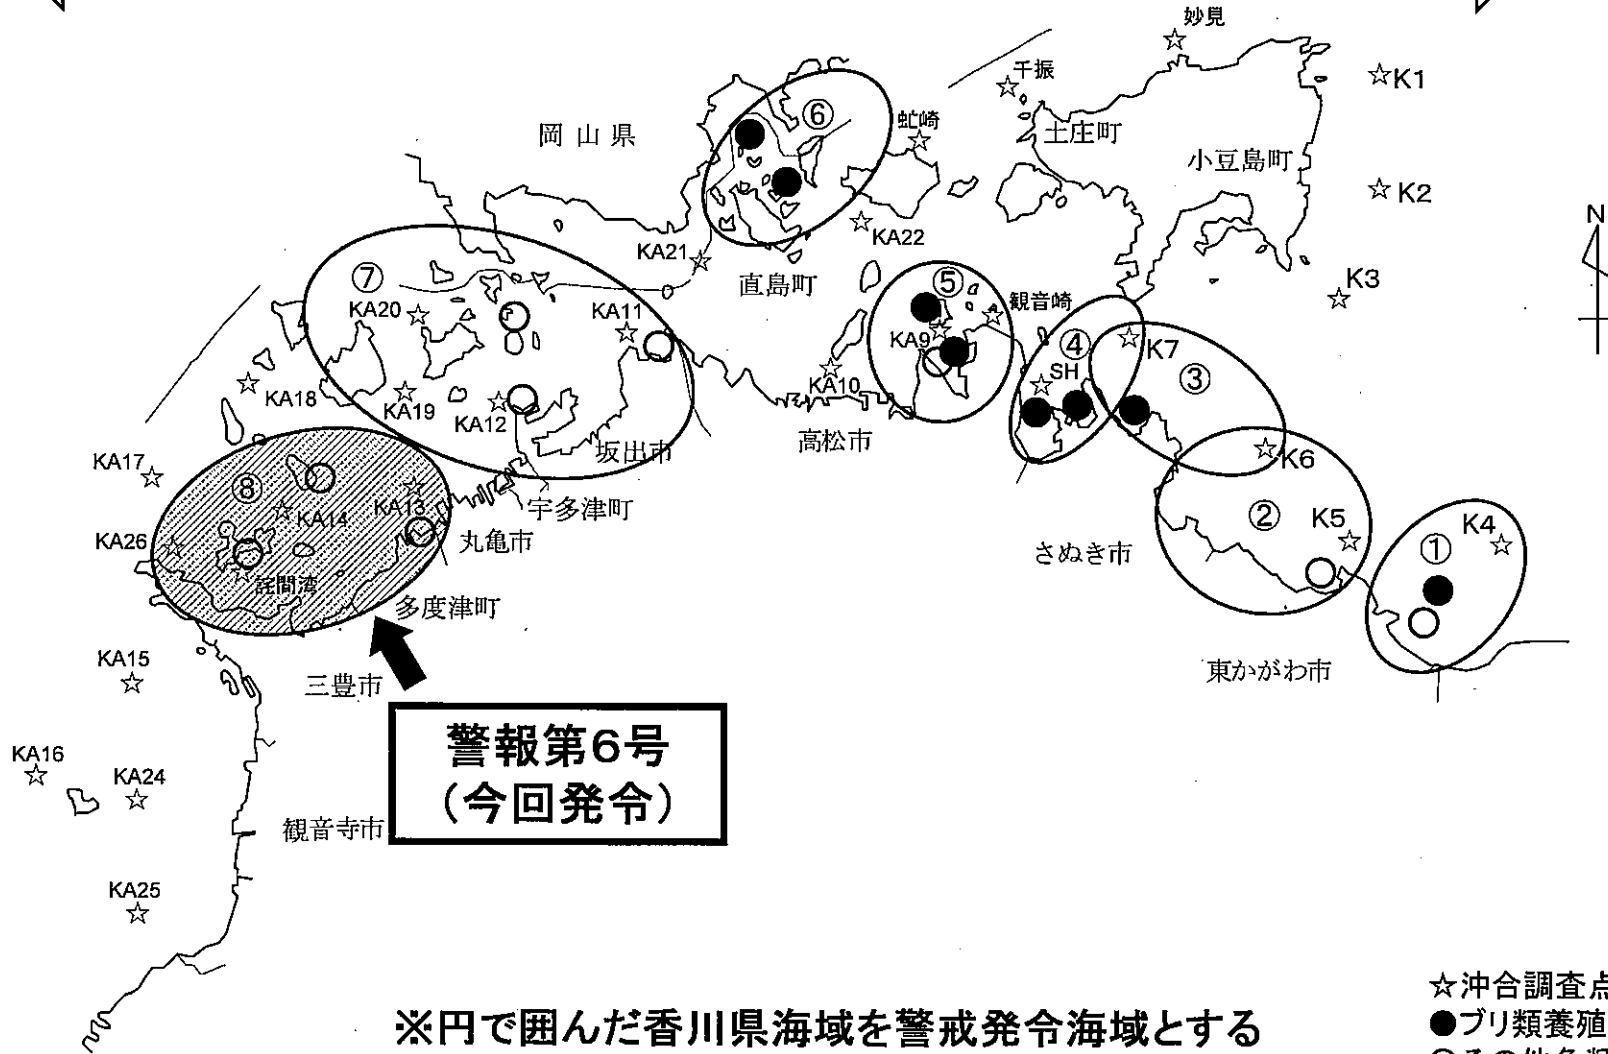 妙見
千振
K1
⑥
虻崎
岡山県
土庄町
小豆島町
K2
N
KA22
KA21
⑦
直島町
K3
⑤
観音崎
KA20
KA11
KA9
④
K7
SH
③
KA10
KA18
KA19
KA12
高松市
坂出市
KA17
K6
⑧
KA13
宇多津町
KA14
②
K5
K4
丸亀市
KA26
さぬき市
①
詫間湾
多度津町
KA15
三豊市
東かがわ市
警報第6号
(今回発令)
KA16
KA24
観音寺市
KA25
☆沖合調査点
●ブリ類養殖
※円で囲んだ香川県海域を警戒発令海域とする